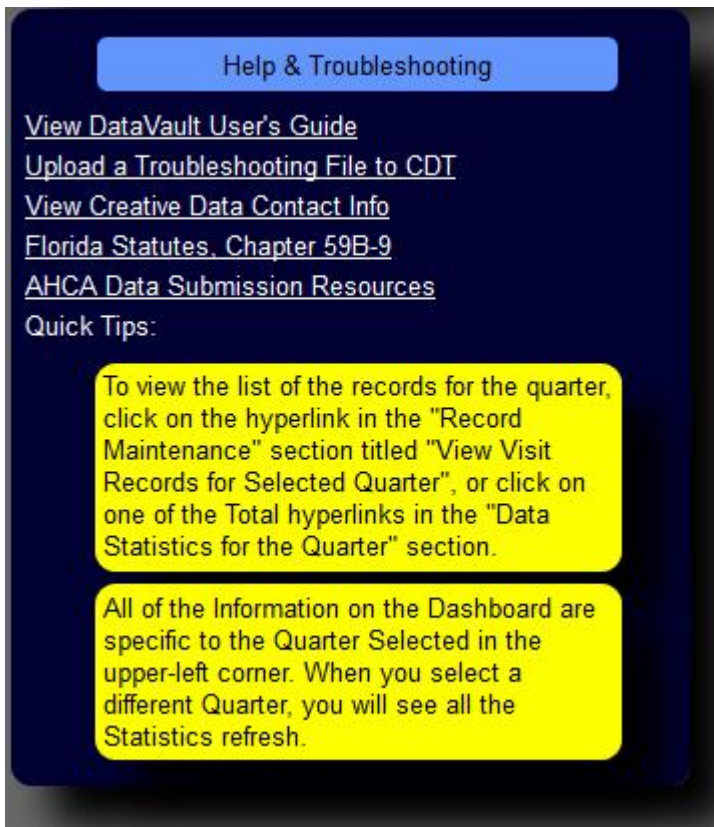 Help & Troubleshooting
View DataVault User's Guide
Upload a Troubleshooting File to CDT
View Creative Data Contact Info
Florida Statutes, Chapter 59B-9
AHCA Data Submission Resources
Quick Tips:
To view the list of the records for the quarter,
click on the hyperlink in the "Record
Maintenance" section titled "View Visit
Records for Selected Quarter", or click on
one of the Total hyperlinks in the "Data
Statistics for the Quarter" section.
All of the Information on the Dashboard are
specific to the Quarter Selected in the
upper-left corner. When you select a
different Quarter, you will see all the
Statistics refresh.